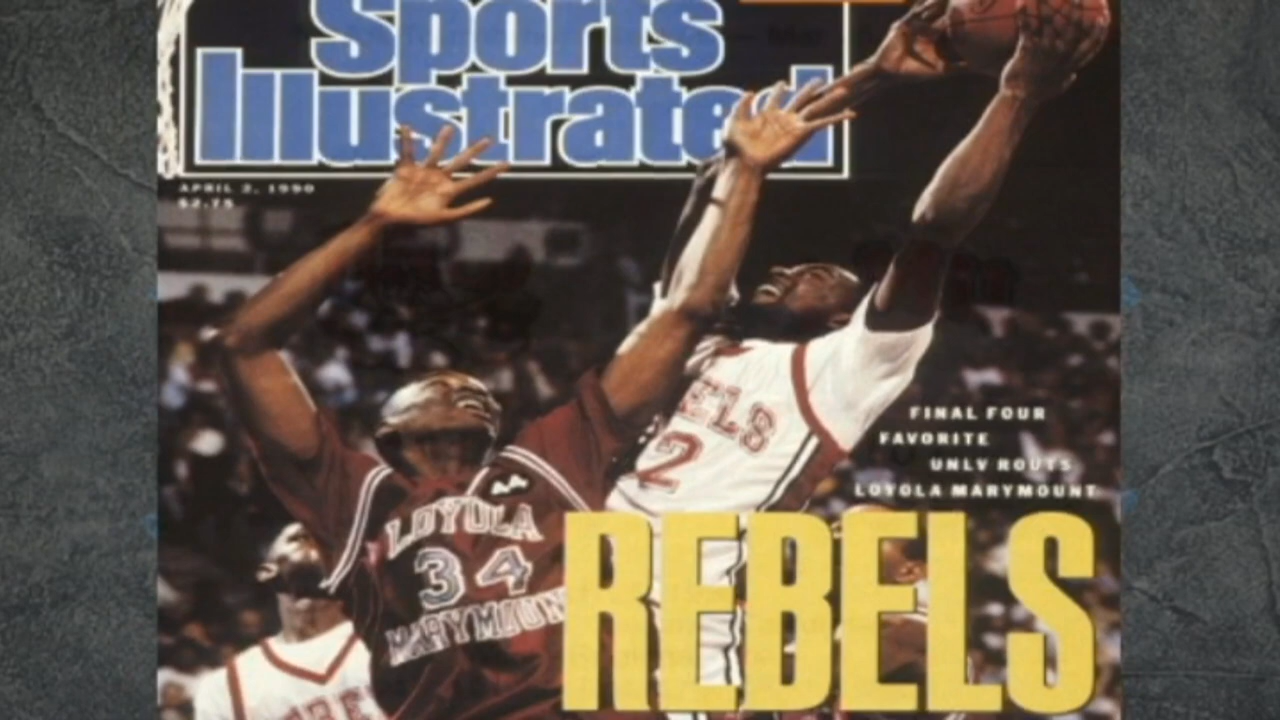 Sports
Illustrated
APRIL 2, 1990
$2.75
FINAL FOUR
FAVORITE
UNLV ROUTS
LOYOLA MARYMOUNT
REBELS
ELS
2
LOYOLA
34
MARYMOUN